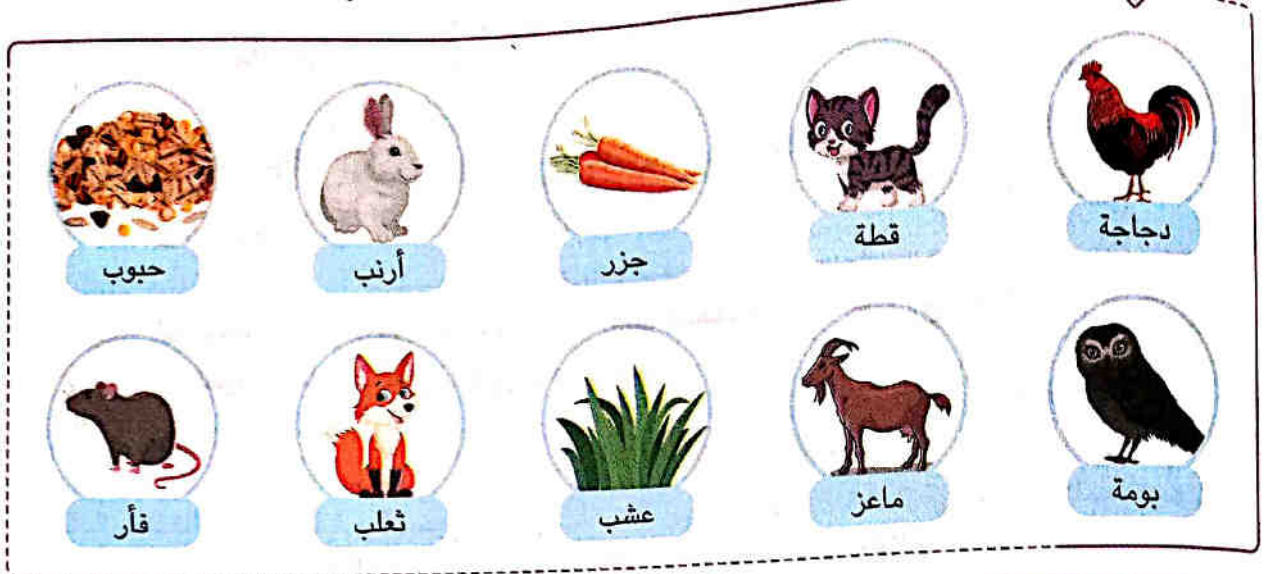 دجاجة
قطة
جزر
أرنب
حبوب
بومة
ماعز
عشب
ثعلب
فأر